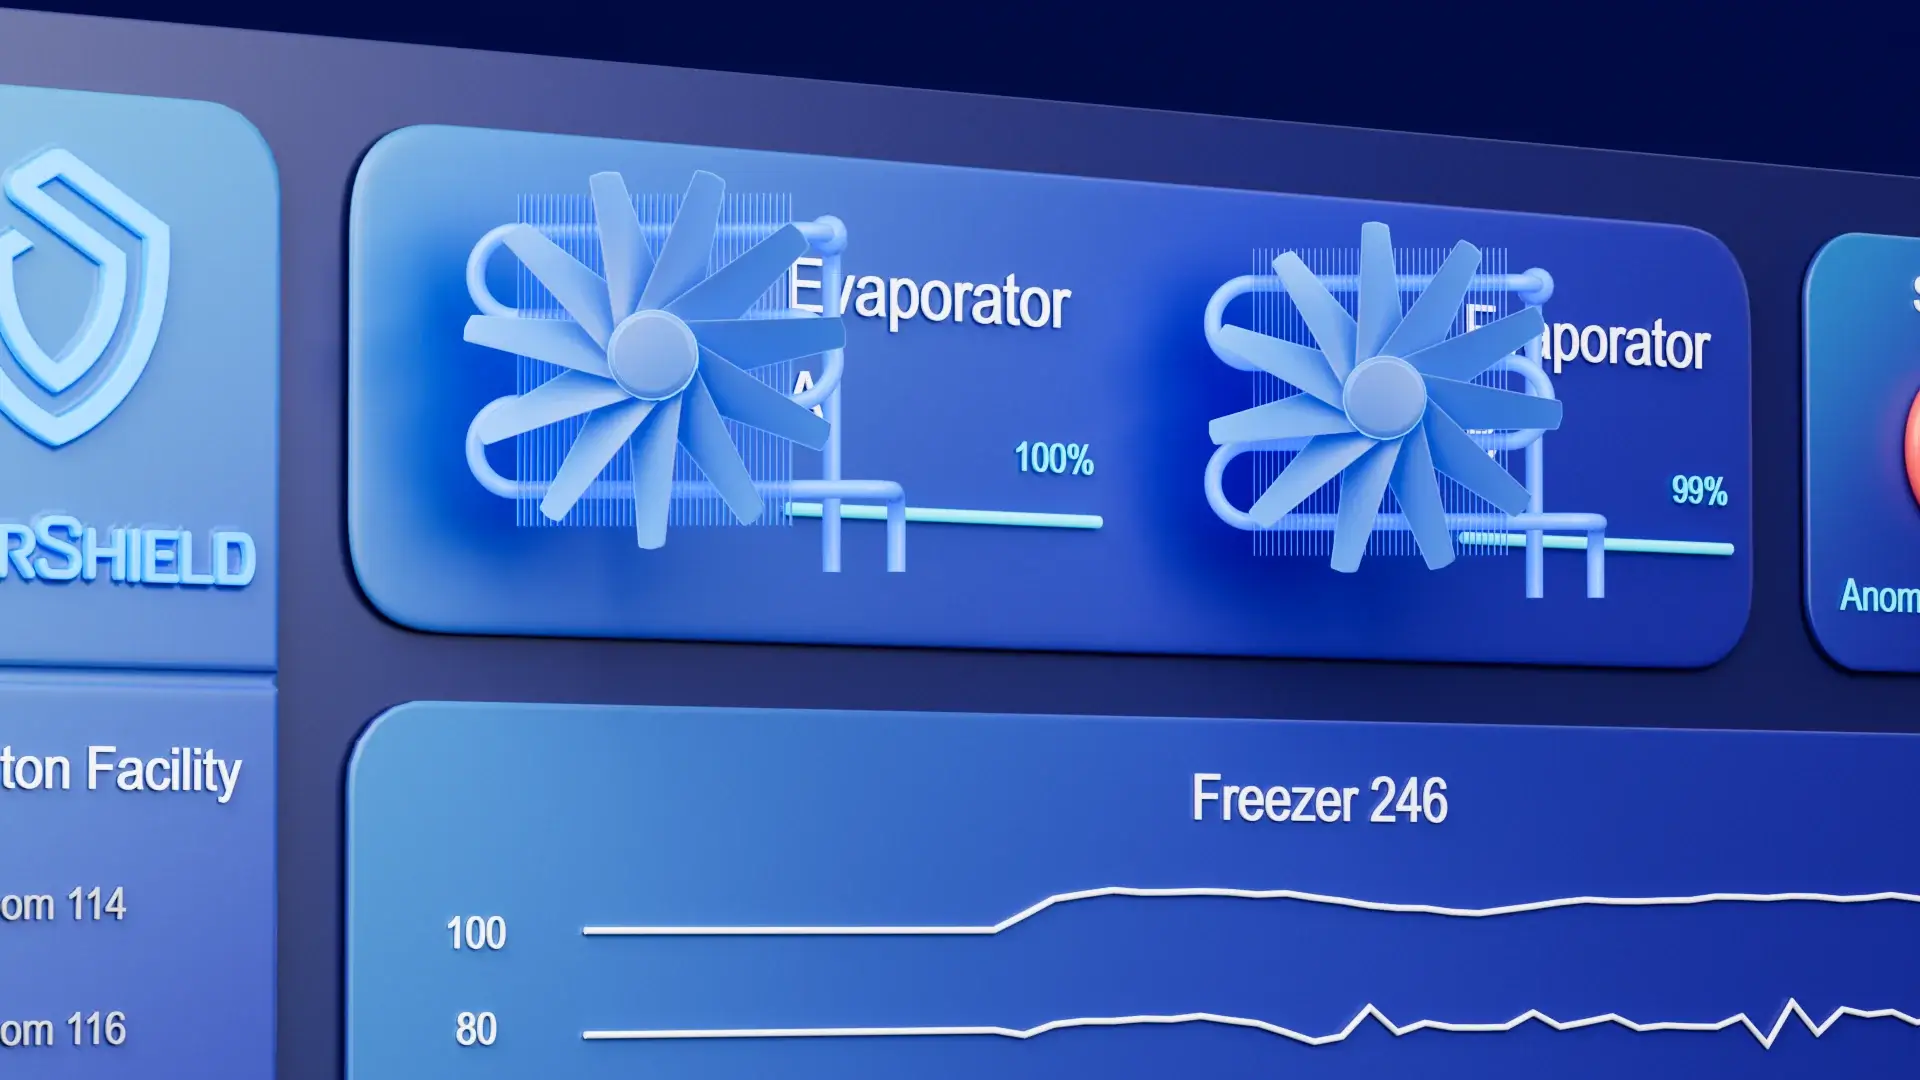 RSHIELD
ton Facility
om 114
om 116
Evaporator
A
100%
Evaporator
99%
Anom
Freezer 246
100
80